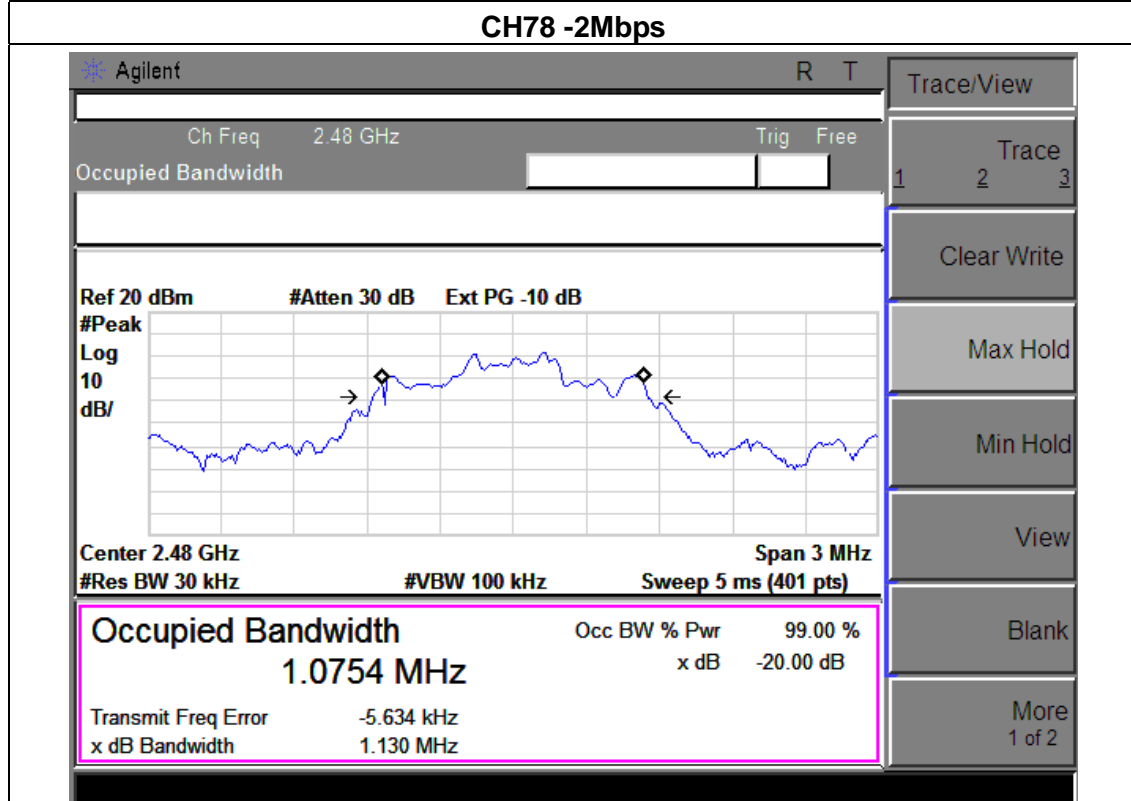 CH78 -2Mbps
Agilent R T
Ch Freq 2.48 GHz Trig Free
Occupied Bandwidth
Ref 20 dBm #Atten 30 dB Ext PG -10 dB
#Peak
Log
10
dB/
Center 2.48 GHz Span 3 MHz
#Res BW 30 kHz #VBW 100 kHz Sweep 5 ms (401 pts)
Occupied Bandwidth
1.0754 MHz
Occ BW % Pwr 99.00 %
x dB -20.00 dB
Transmit Freq Error -5.634 kHz
x dB Bandwidth 1.130 MHz
Trace/View
Trace
1 2 3
Clear Write
Max Hold
Min Hold
View
Blank
More
1 of 2